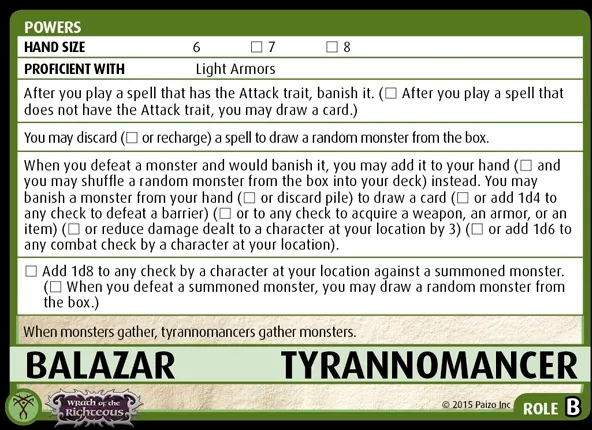 POWERS
HAND SIZE 6 □ 7 □ 8
PROFICIENT WITH Light Armors
After you play a spell that has the Attack trait, banish it. (□ After you play a spell that
does not have the Attack trait, you may draw a card.)
You may discard (□ or recharge) a spell to draw a random monster from the box.
When you defeat a monster and would banish it, you may add it to your hand (□ and
you may shuffle a random monster from the box into your deck) instead. You may
banish a monster from your hand (□ or discard pile) to draw a card (□ or add 1d4 to
any check to defeat a barrier) (□ or to any check to acquire a weapon, an armor, or an
item) (□ or reduce damage dealt to a character at your location by 3) (□ or add 1d6 to
any combat check by a character at your location).
□ Add 1d8 to any check by a character at your location against a summoned monster.
(□ When you defeat a summoned monster, you may draw a random monster from
the box.)
When monsters gather, tyrannomancers gather monsters.
BALAZAR TYRANNOMANCER
Wrath of the
Righteous
© 2015 Paizo Inc ROLE B